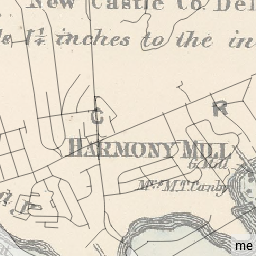 New Castle Co. Del
1¼ inches to the in
C
R
HARMONY MILL
G. Mill
Mrs. M.T. Canby
me